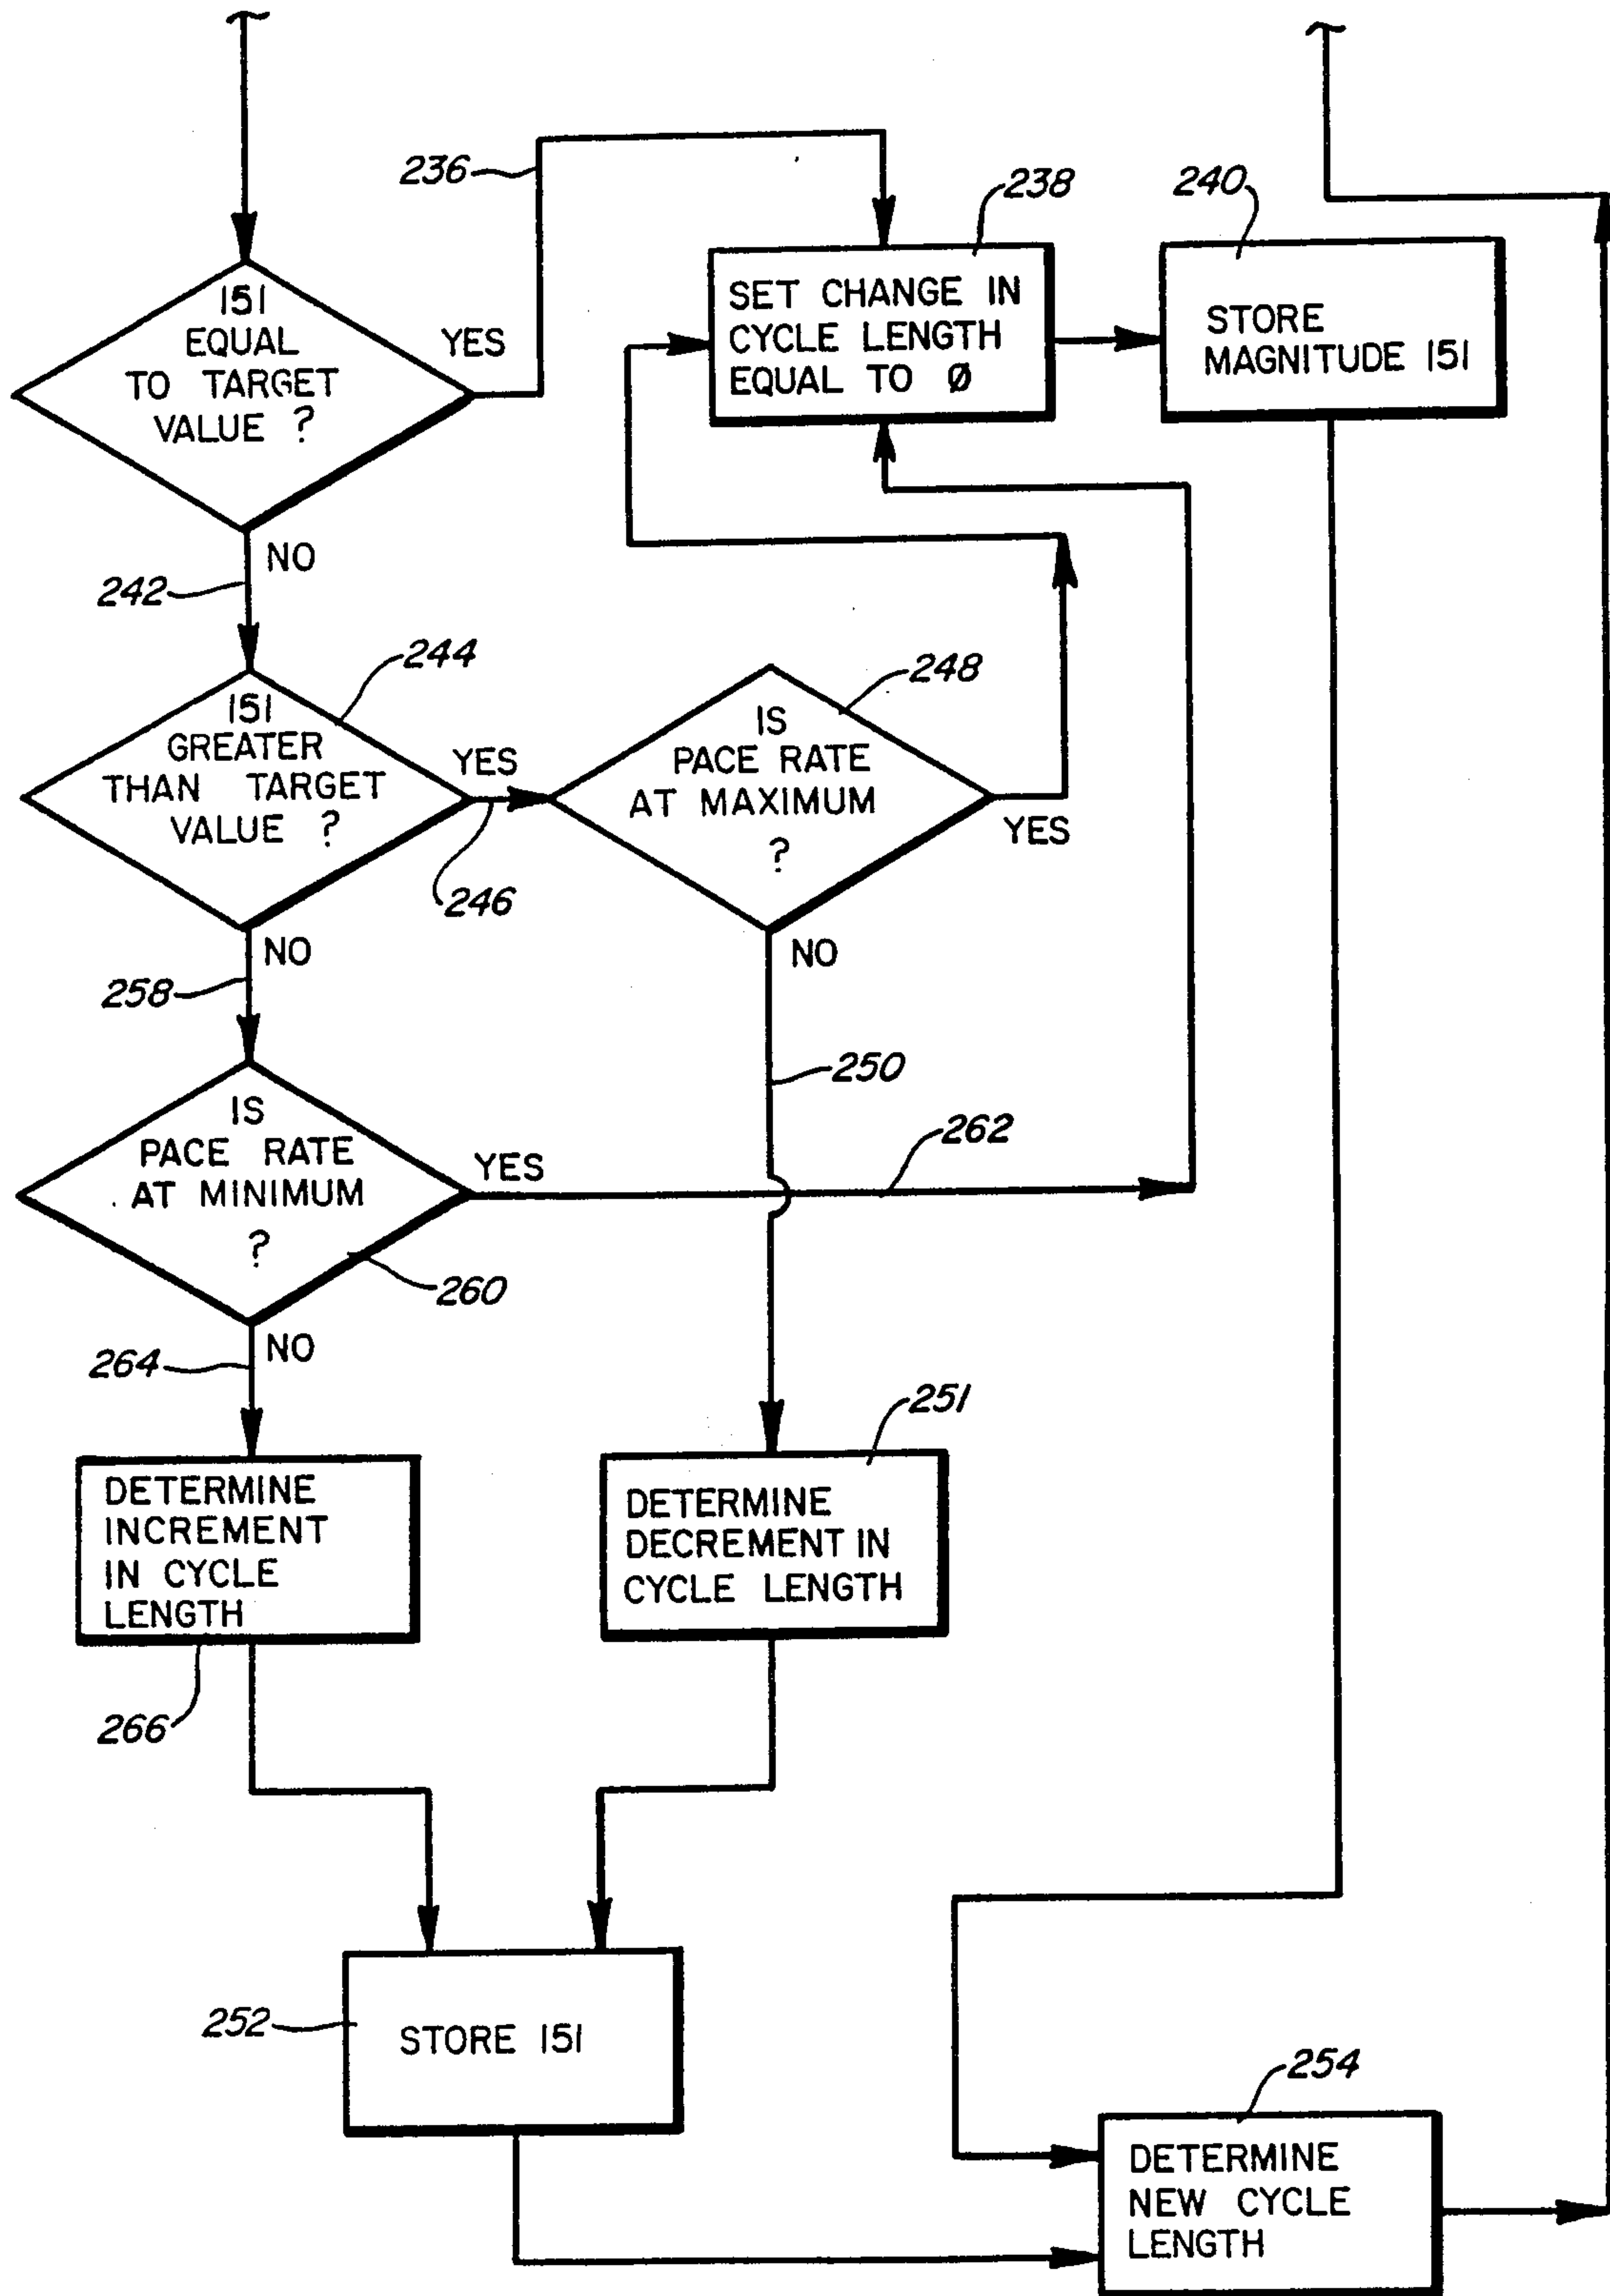 236
238
240
151
EQUAL
TO TARGET
VALUE ?
YES
SET CHANGE IN
CYCLE LENGTH
EQUAL TO Ø
STORE
MAGNITUDE 151
NO
242
244
248
151
GREATER
THAN TARGET
VALUE ?
YES
246
IS
PACE RATE
AT MAXIMUM
?
YES
NO
258
NO
250
IS
PACE RATE
AT MINIMUM
?
YES
262
260
NO
264
251
DETERMINE
INCREMENT
IN CYCLE
LENGTH
DETERMINE
DECREMENT IN
CYCLE LENGTH
266
252
STORE 151
254
DETERMINE
NEW CYCLE
LENGTH